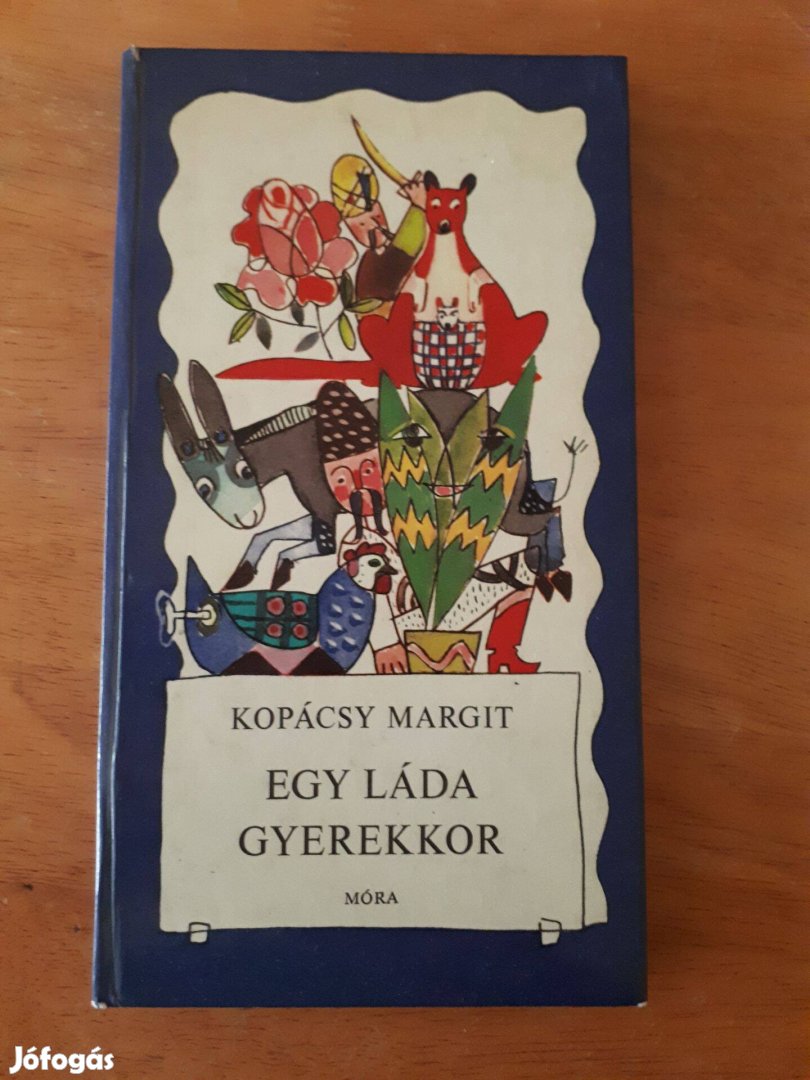 KOPÁCSY MARGIT
EGY LÁDA
GYEREKKOR
MÓRA
Jófogás